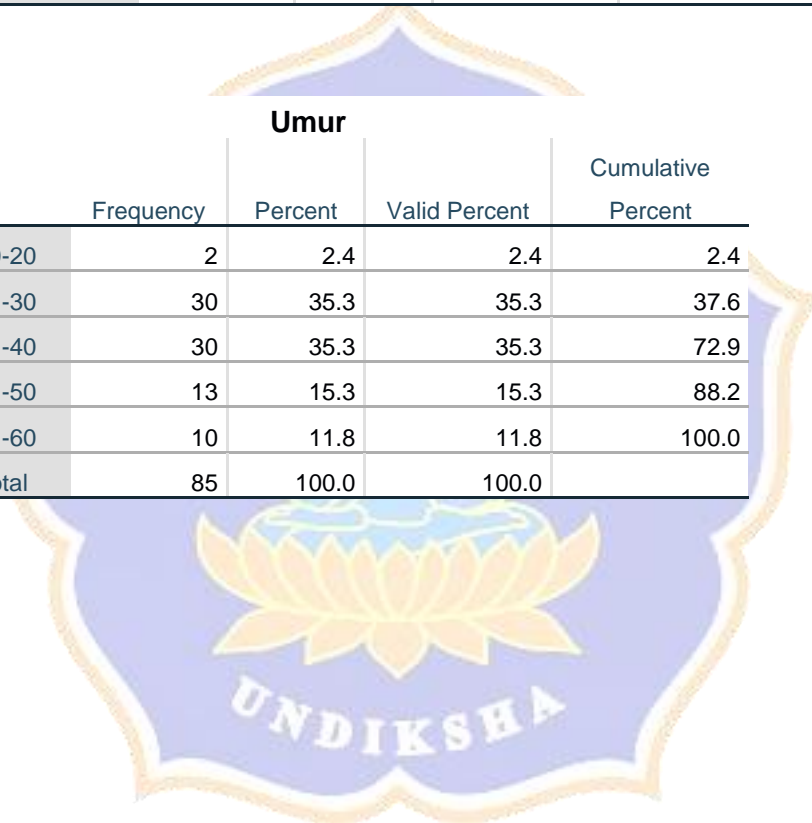 Umur
Cumulative
Frequency Percent Valid Percent Percent
-20 2 2.4 2.4 2.4
-30 30 35.3 35.3 37.6
-40 30 35.3 35.3 72.9
-50 13 15.3 15.3 88.2
-60 10 11.8 11.8 100.0
85 100.0 100.0
UNDIKSHA